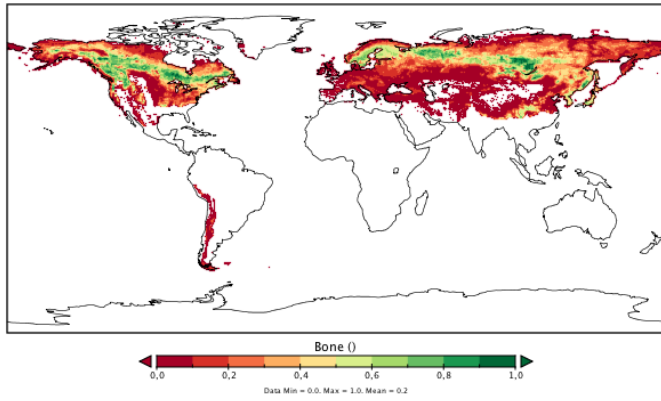 Bone ()
0,0 0,2 0,4 0,6 0,8 1,0
Data Min = 0.0, Max = 1.0, Mean = 0.2